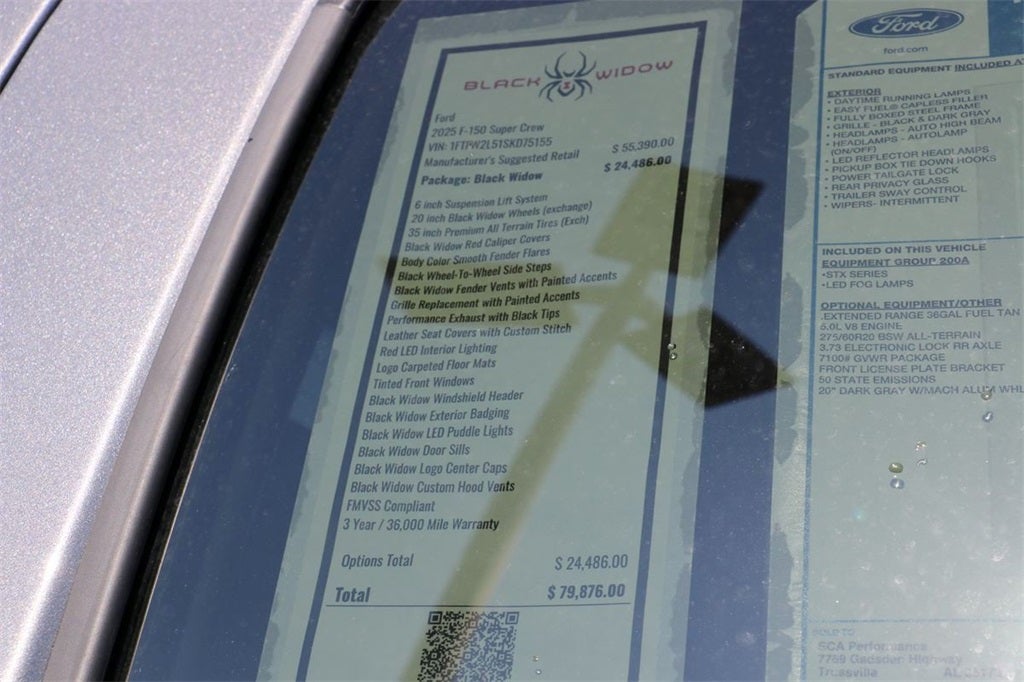 BLACK WIDOW
Ford
2025 F-150 Super Crew
VIN: 1FTPW2L51SKD75155
Manufacturer's Suggested Retail $ 55,390.00
Package: Black Widow $ 24,486.00
6 inch Suspension Lift System
20 inch Black Widow Wheels (exchange)
35 inch Premium All Terrain Tires (Exch)
Black Widow Red Caliper Covers
Body Color Smooth Fender Flares
Black Wheel-To-Wheel Side Steps
Black Widow Fender Vents with Painted Accents
Grille Replacement with Painted Accents
Performance Exhaust with Black Tips
Leather Seat Covers with Custom Stitch
Red LED Interior Lighting
Logo Carpeted Floor Mats
Tinted Front Windows
Black Widow Windshield Header
Black Widow Exterior Badging
Black Widow LED Puddle Lights
Black Widow Door Sills
Black Widow Logo Center Caps
Black Widow Custom Hood Vents
FMVSS Compliant
3 Year / 36,000 Mile Warranty
Options Total $ 24,486.00
Total $ 79,876.00
Ford
ford.com
STANDARD EQUIPMENT INCLUDED A
EXTERIOR
• DAYTIME RUNNING LAMPS
• EASY FUEL® CAPLESS FILLER
• FULLY BOXED STEEL FRAME
• GRILLE - BLACK & DARK GRAY
• HEADLAMPS - AUTO HIGH BEAM
• HEADLAMPS - AUTOLAMP
(ON/OFF)
• LED REFLECTOR HEADLAMPS
• PICKUP BOX TIE DOWN HOOKS
• POWER TAILGATE LOCK
• REAR PRIVACY GLASS
• TRAILER SWAY CONTROL
• WIPERS- INTERMITTENT
INCLUDED ON THIS VEHICLE
EQUIPMENT GROUP 200A
•STX SERIES
•LED FOG LAMPS
OPTIONAL EQUIPMENT/OTHER
.EXTENDED RANGE 36GAL FUEL TAN
5.0L V8 ENGINE
275/60R20 BSW ALL-TERRAIN
3.73 ELECTRONIC LOCK RR AXLE
7100# GVWR PACKAGE
FRONT LICENSE PLATE BRACKET
50 STATE EMISSIONS
20" DARK GRAY W/MACH ALUM WHL
SOLD TO
SCA Performance
7769 Gadsden Highway
Trussville AL